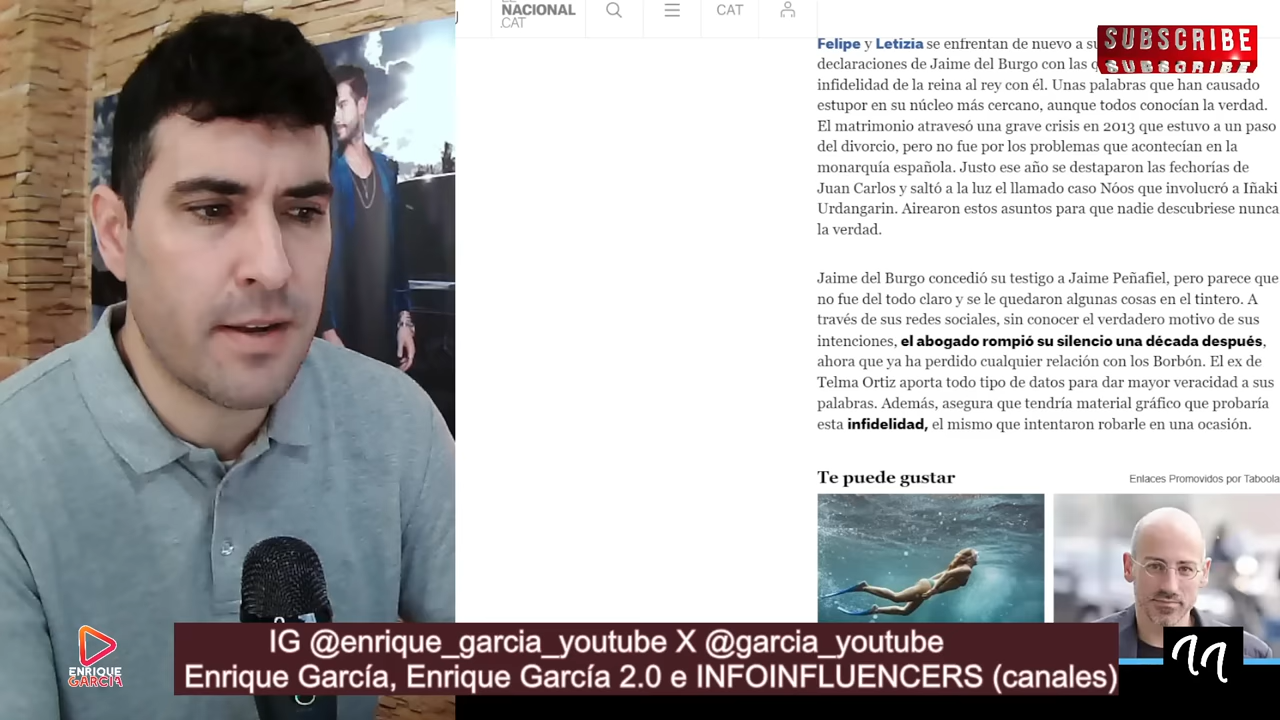 NACIONAL
.CAT
CAT
SUBSCRIBE
Felipe y Letizia se enfrentan de nuevo a
declaraciones de Jaime del Burgo con las
infidelidad de la reina al rey con él. Unas palabras que han causado
estupor en su núcleo más cercano, aunque todos conocían la verdad.
El matrimonio atravesó una grave crisis en 2013 que estuvo a un paso
del divorcio, pero no fue por los problemas que acontecían en la
monarquía española. Justo ese año se destaparon las fechorías de
Juan Carlos y saltó a la luz el llamado caso Nóos que involucró a Iñaki
Urdangarin. Airearon estos asuntos para que nadie descubriese nunca
la verdad.
Jaime del Burgo concedió su testigo a Jaime Peñafiel, pero parece que
no fue del todo claro y se le quedaron algunas cosas en el tintero. A
través de sus redes sociales, sin conocer el verdadero motivo de sus
intenciones, el abogado rompió su silencio una década después,
ahora que ya ha perdido cualquier relación con los Borbón. El ex de
Telma Ortiz aporta todo tipo de datos para dar mayor veracidad a sus
palabras. Además, asegura que tendría material gráfico que probaría
esta infidelidad, el mismo que intentaron robarle en una ocasión.
Te puede gustar
Enlaces Promovidos por Taboola
IG @enrique_garcia_youtube X @garcia_youtube
Enrique García, Enrique García 2.0 e INFOINFLUENCERS (canales)
ENRIQUE
GARCÍA